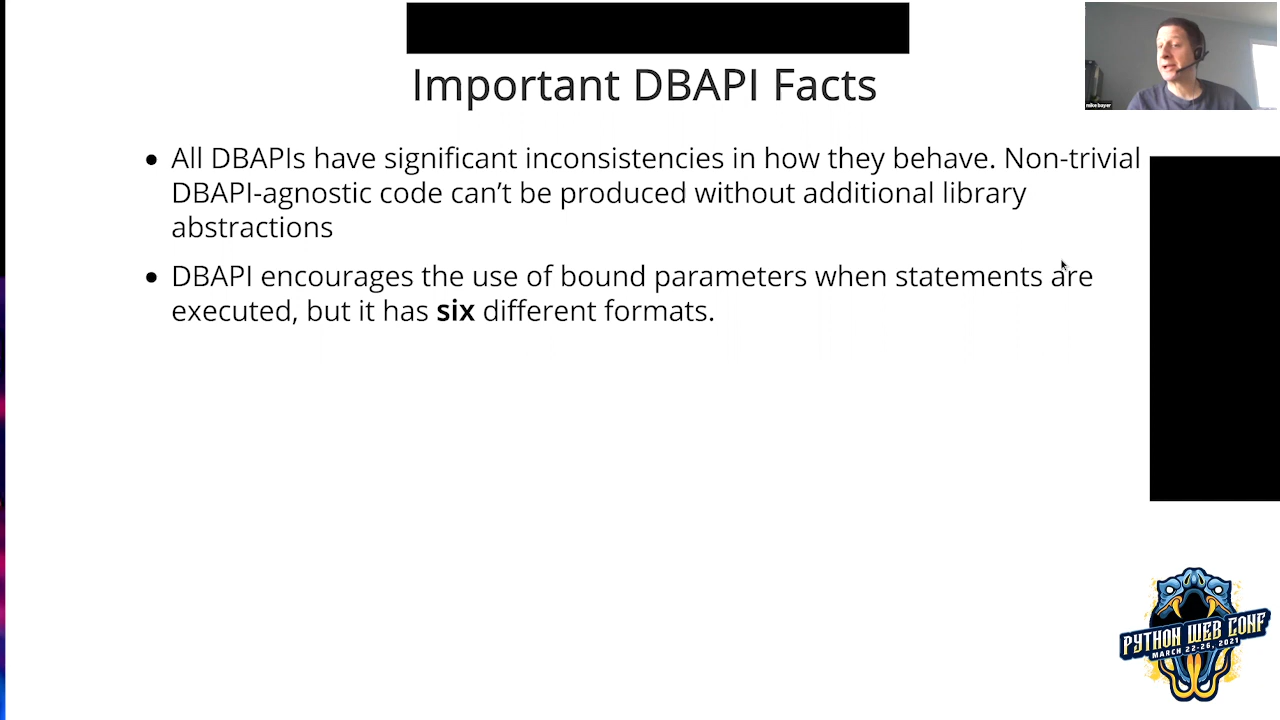 Important DBAPI Facts
mike bayer
• All DBAPIs have significant inconsistencies in how they behave. Non-trivial
DBAPI-agnostic code can’t be produced without additional library
abstractions
• DBAPI encourages the use of bound parameters when statements are
executed, but it has six different formats.
PYTHON WEB CONF
MARCH 22-26, 2021